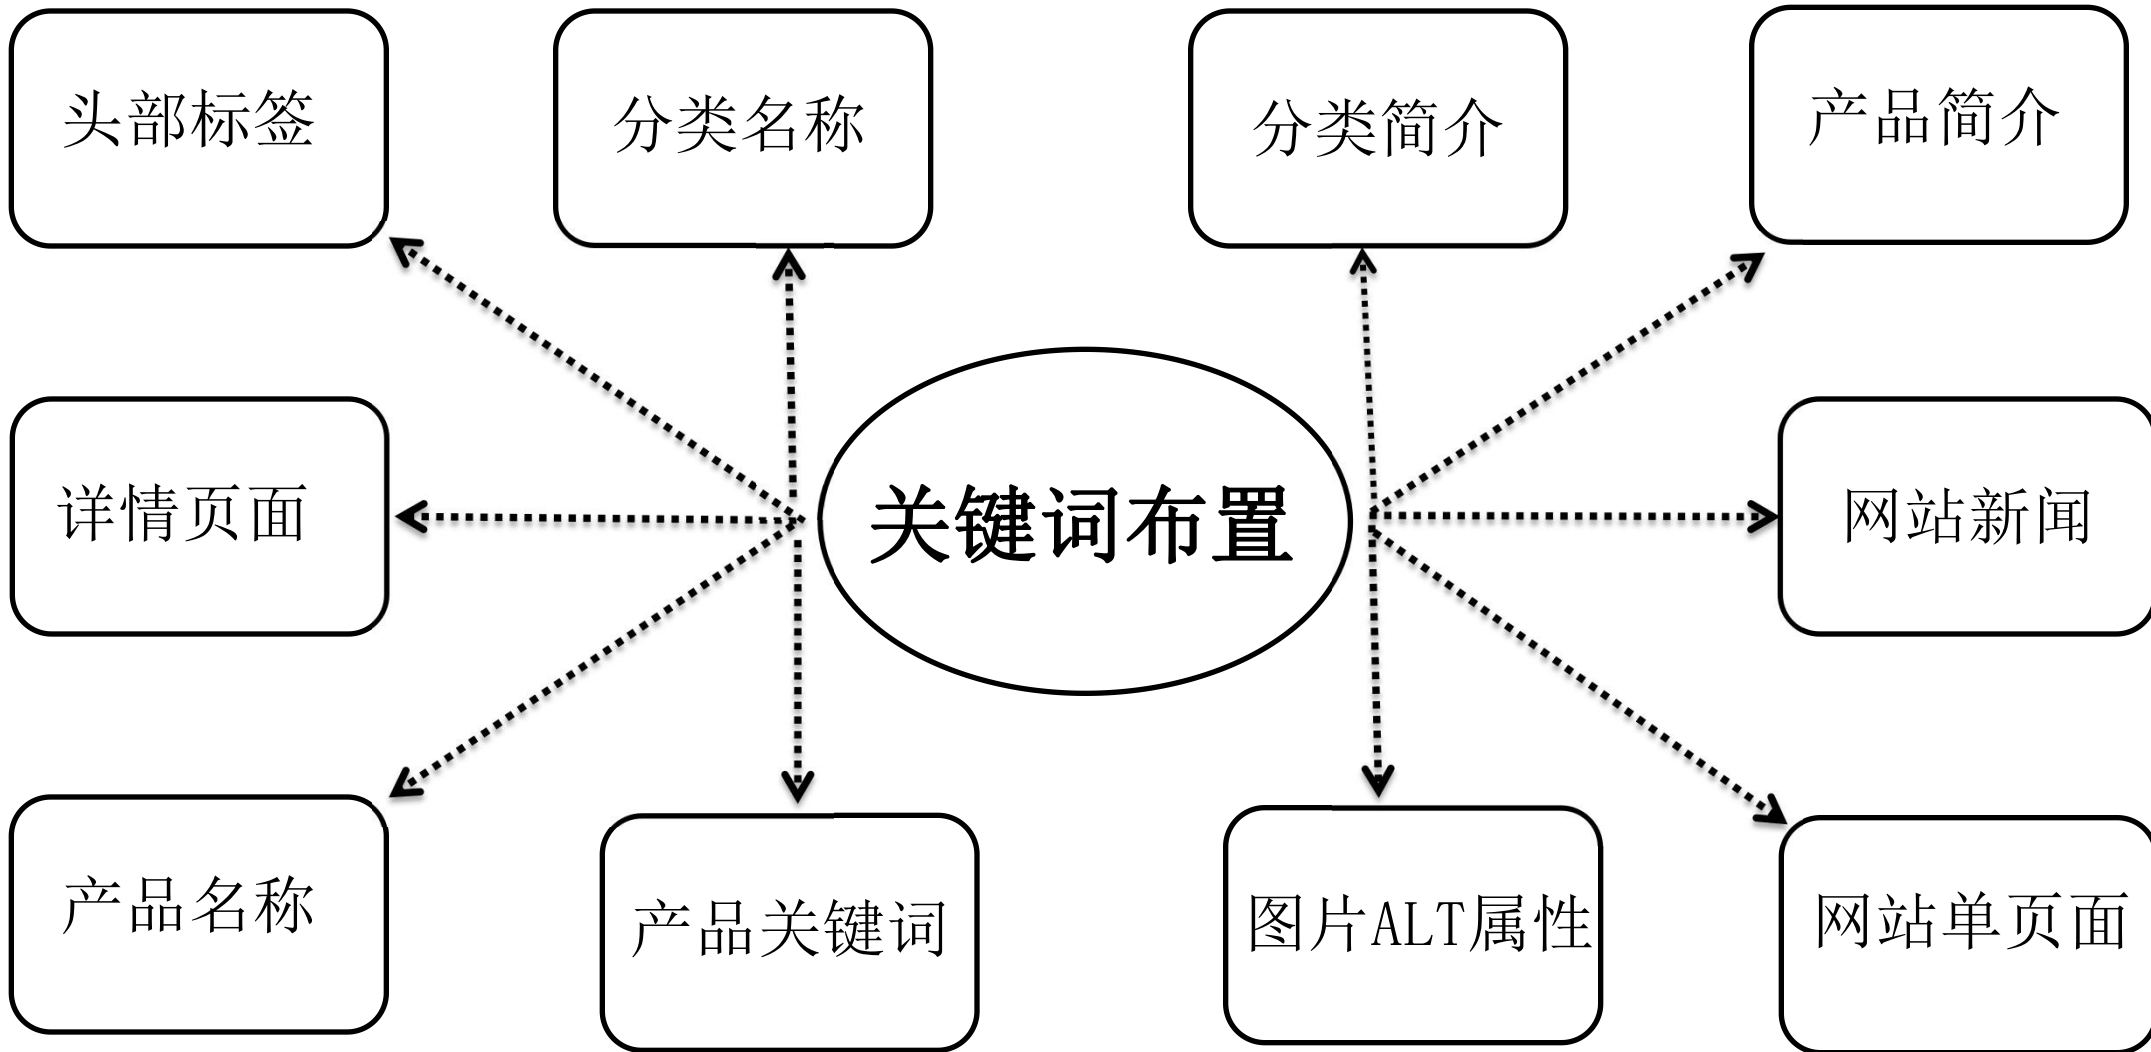 头部标签
分类名称
分类简介
产品简介
详情页面
关键词布置
网站新闻
产品名称
产品关键词
图片ALT属性
网站单页面